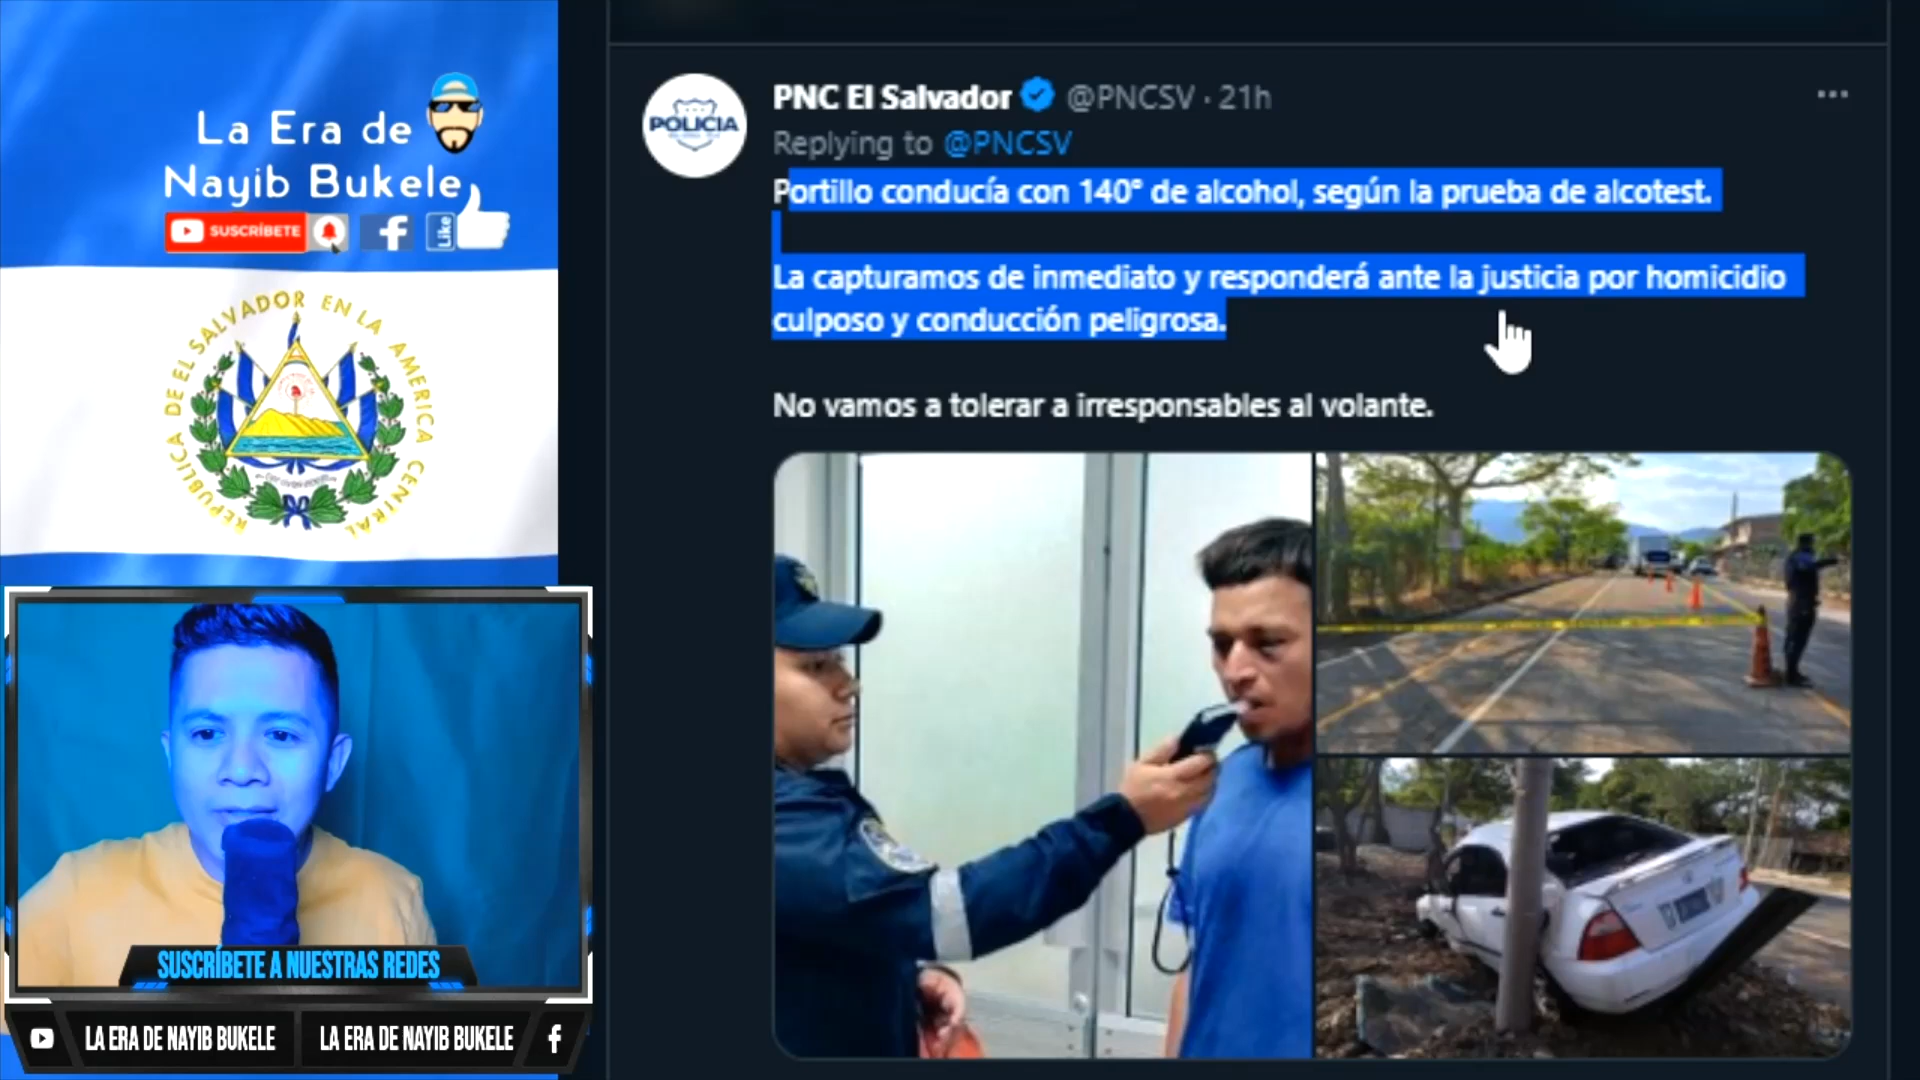 La Era de
Nayib Bukele
SUSCRÍBETE
Like
REPUBLICA DE EL SALVADOR EN LA AMERICA CENTRAL
SUSCRÍBETE A NUESTRAS REDES
LA ERA DE NAYIB BUKELE
LA ERA DE NAYIB BUKELE
POLICIA
PNC El Salvador @PNCSV · 21h
Replying to @PNCSV
Portillo conducía con 140° de alcohol, según la prueba de alcotest.
La capturamos de inmediato y responderá ante la justicia por homicidio
culposo y conducción peligrosa.
No vamos a tolerar a irresponsables al volante.